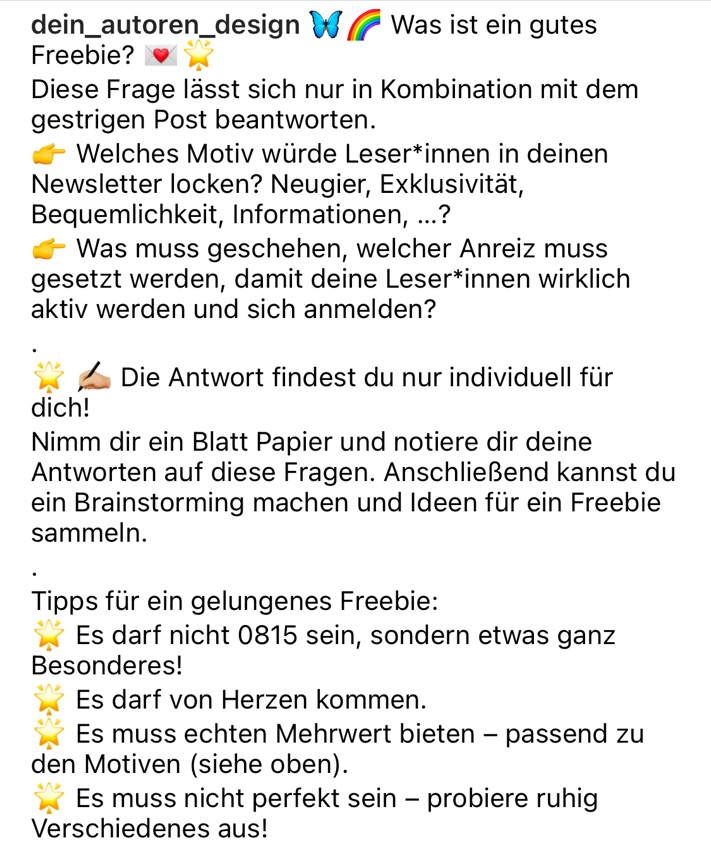 dein_autoren_design 🦋🌈 Was ist ein gutes
Freebie? 💌🌟
Diese Frage lässt sich nur in Kombination mit dem
gestrigen Post beantworten.
👉 Welches Motiv würde Leser*innen in deinen
Newsletter locken? Neugier, Exklusivität,
Bequemlichkeit, Informationen, ...?
👉 Was muss geschehen, welcher Anreiz muss
gesetzt werden, damit deine Leser*innen wirklich
aktiv werden und sich anmelden?
.
🌟 ✍🏼 Die Antwort findest du nur individuell für
dich!
Nimm dir ein Blatt Papier und notiere dir deine
Antworten auf diese Fragen. Anschließend kannst du
ein Brainstorming machen und Ideen für ein Freebie
sammeln.
.
Tipps für ein gelungenes Freebie:
🌟 Es darf nicht 0815 sein, sondern etwas ganz
Besonderes!
🌟 Es darf von Herzen kommen.
🌟 Es muss echten Mehrwert bieten – passend zu
den Motiven (siehe oben).
🌟 Es muss nicht perfekt sein – probiere ruhig
Verschiedenes aus!